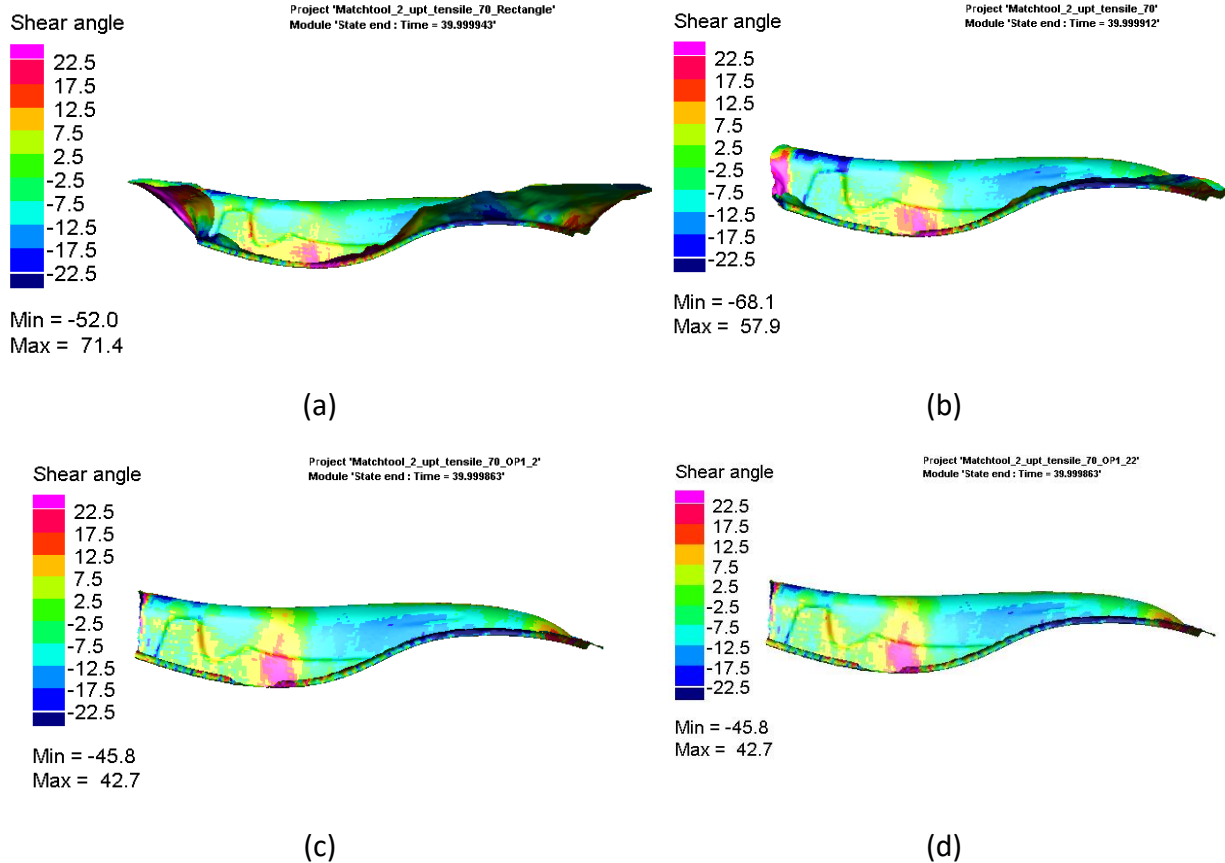 Project 'Matchtool_2_upt_tensile_70_Rectangle'
Module 'State end : Time = 39.999943'
Shear angle
22.5
17.5
12.5
7.5
2.5
-2.5
-7.5
-12.5
-17.5
-22.5
Min = -52.0
Max = 71.4
(a)
Project 'Matchtool_2_upt_tensile_70'
Module 'State end : Time = 39.999912'
Shear angle
22.5
17.5
12.5
7.5
2.5
-2.5
-7.5
-12.5
-17.5
-22.5
Min = -68.1
Max = 57.9
(b)
Project 'Matchtool_2_upt_tensile_70_OP1_2'
Module 'State end : Time = 39.999863'
Shear angle
22.5
17.5
12.5
7.5
2.5
-2.5
-7.5
-12.5
-17.5
-22.5
Min = -45.8
Max = 42.7
(c)
Project 'Matchtool_2_upt_tensile_70_OP1_22'
Module 'State end : Time = 39.999863'
Shear angle
22.5
17.5
12.5
7.5
2.5
-2.5
-7.5
-12.5
-17.5
-22.5
Min = -45.8
Max = 42.7
(d)